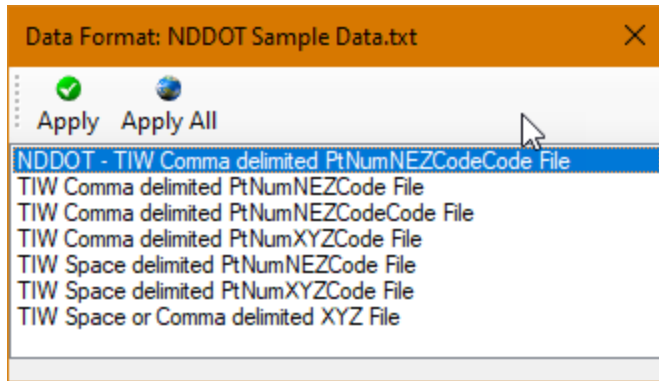 Data Format: NDDOT Sample Data.txt
Apply Apply All
NDDOT - TIW Comma delimited PtNumNEZCodeCode File
TIW Comma delimited PtNumNEZCode File
TIW Comma delimited PtNumNEZCodeCode File
TIW Comma delimited PtNumXYZCode File
TIW Space delimited PtNumNEZCode File
TIW Space delimited PtNumXYZCode File
TIW Space or Comma delimited XYZ File